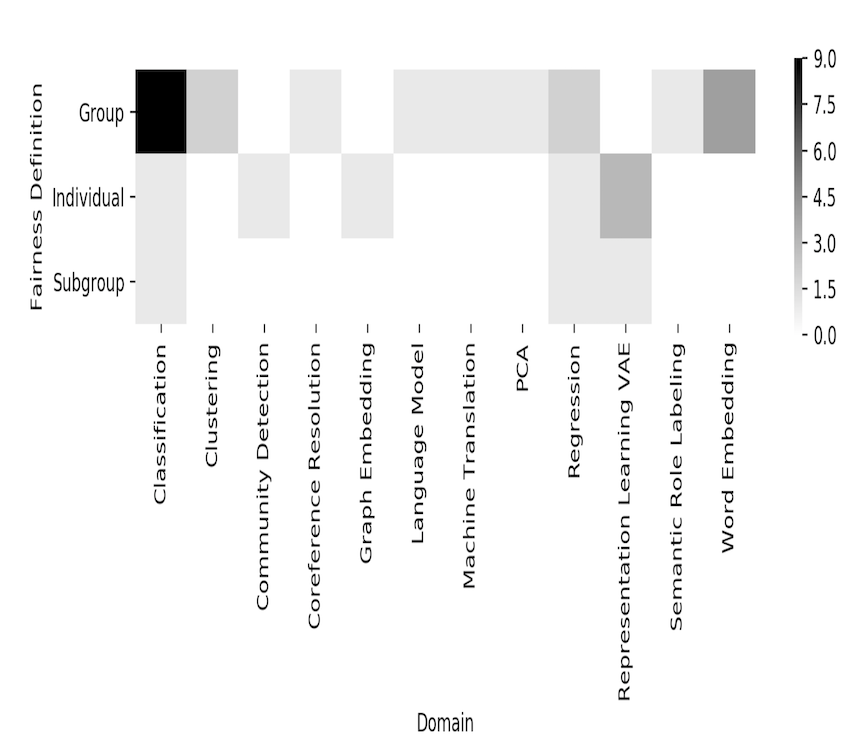 Fairness Definition
Group
Individual
Subgroup
Classification
Clustering
Community Detection
Coreference Resolution
Graph Embedding
Language Model
Machine Translation
PCA
Regression
Representation Learning VAE
Semantic Role Labeling
Word Embedding
Domain
9.0
7.5
6.0
4.5
3.0
1.5
0.0